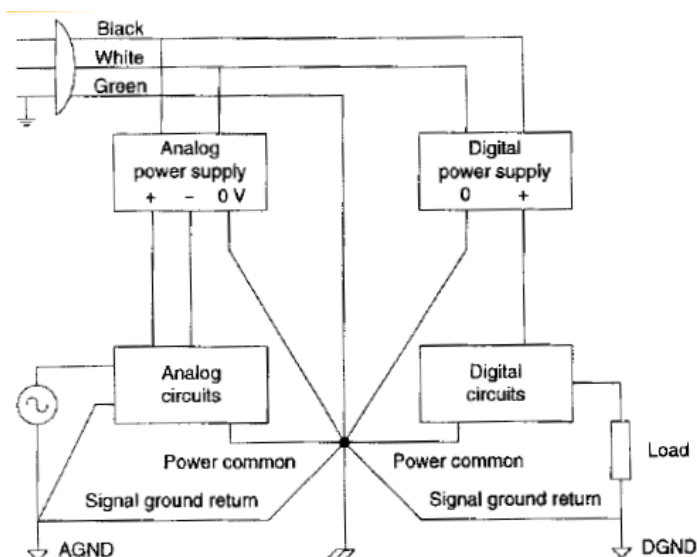 Black
White
Green
Analog
power supply
+ − 0 V
Digital
power supply
0 +
Analog
circuits
Digital
circuits
Load
Power common
Power common
Signal ground return
Signal ground return
AGND
DGND